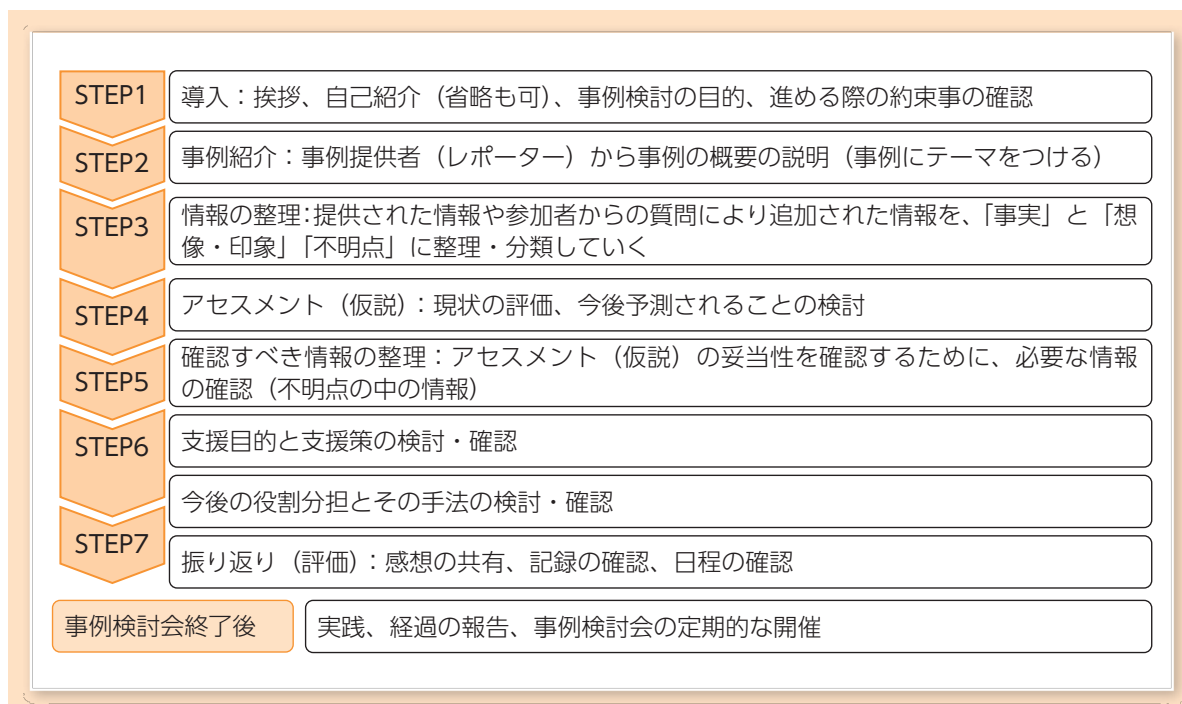 STEP1
導入：挨拶、自己紹介（省略も可）、事例検討の目的、進める際の約束事の確認
STEP2
事例紹介：事例提供者（レポーター）から事例の概要の説明（事例にテーマをつける）
STEP3
情報の整理：提供された情報や参加者からの質問により追加された情報を、「事実」と「想
像・印象」「不明点」に整理・分類していく
STEP4
アセスメント（仮説）：現状の評価、今後予測されることの検討
STEP5
確認すべき情報の整理：アセスメント（仮説）の妥当性を確認するために、必要な情報
の確認（不明点の中の情報）
STEP6
支援目的と支援策の検討・確認
今後の役割分担とその手法の検討・確認
STEP7
振り返り（評価）：感想の共有、記録の確認、日程の確認
事例検討会終了後
実践、経過の報告、事例検討会の定期的な開催